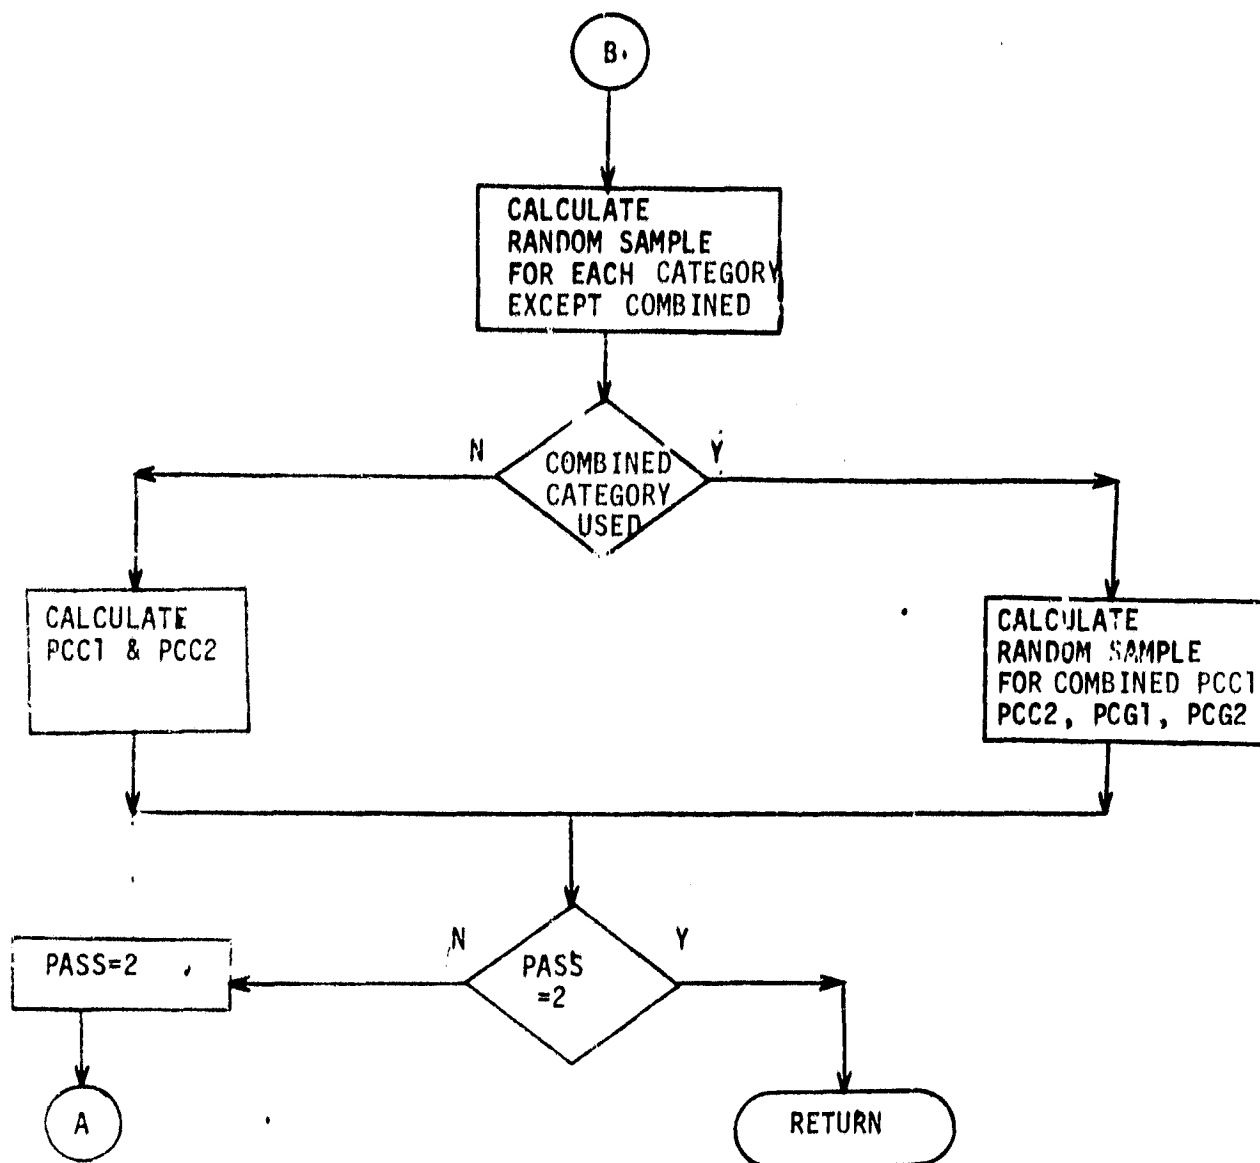 B
CALCULATE
RANDOM SAMPLE
FOR EACH CATEGORY
EXCEPT COMBINED
N
Y
COMBINED
CATEGORY
USED
CALCULATE
PCC1 & PCC2
CALCULATE
RANDOM SAMPLE
FOR COMBINED PCC1
PCC2, PCG1, PCG2
N
Y
PASS=2
PASS
=2
A
RETURN